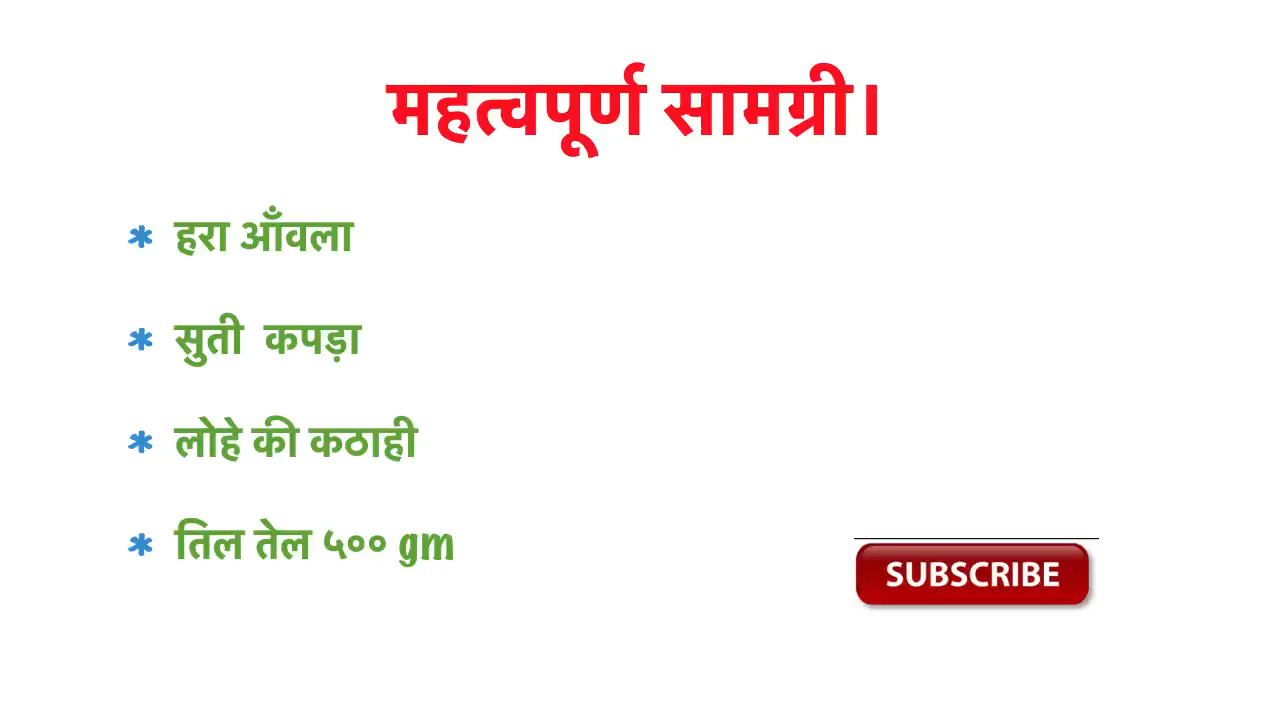 महत्वपूर्ण सामग्री।
* हरा आँवला
* सुती कपड़ा
* लोहे की कठाही
* तिल तेल ५०० gm
SUBSCRIBE